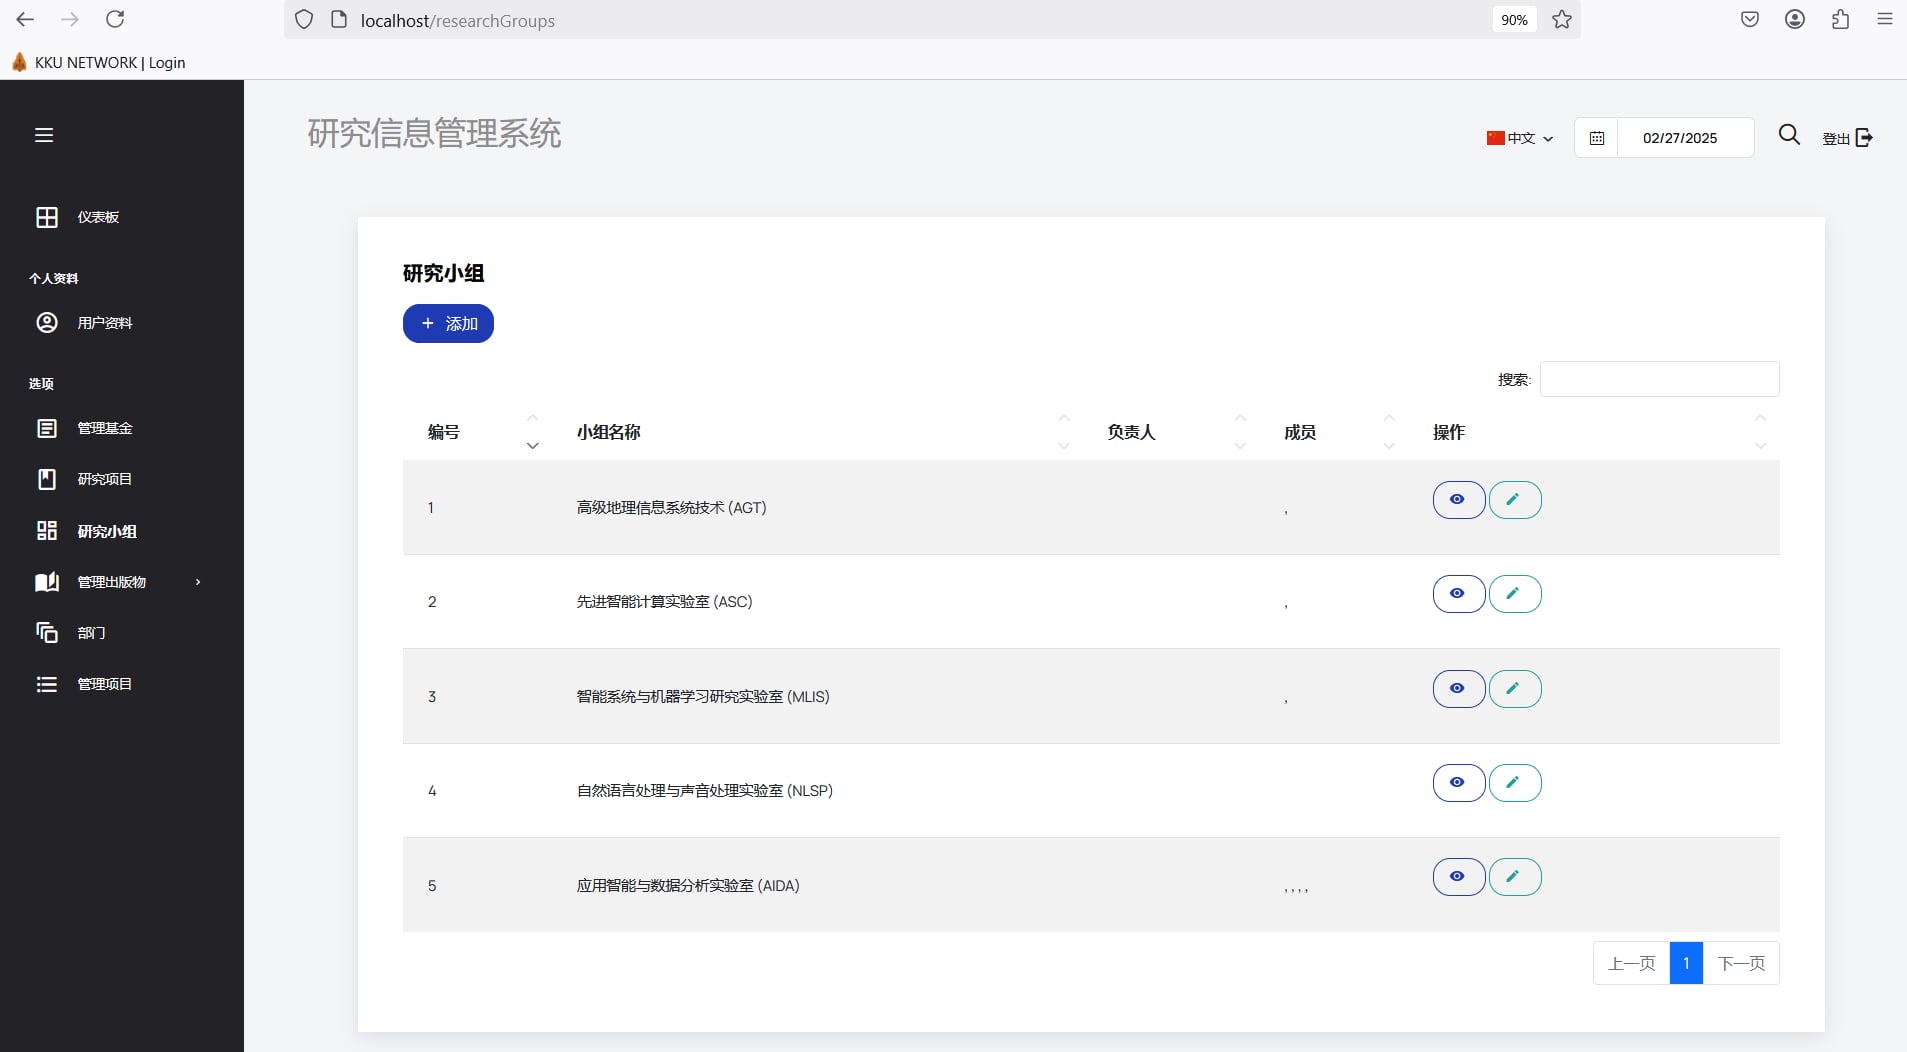 localhost/researchGroups
90%
KKU NETWORK | Login
研究信息管理系统
中文
02/27/2025
登出
仪表板
个人资料
用户资料
选项
管理基金
研究项目
研究小组
管理出版物
部门
管理项目
研究小组
+ 添加
搜索:
编号 小组名称 负责人 成员 操作
1 高级地理信息系统技术 (AGT) ,
2 先进智能计算实验室 (ASC) ,
3 智能系统与机器学习研究实验室 (MLIS) ,
4 自然语言处理与声音处理实验室 (NLSP)
5 应用智能与数据分析实验室 (AIDA) , , , ,
上一页 1 下一页